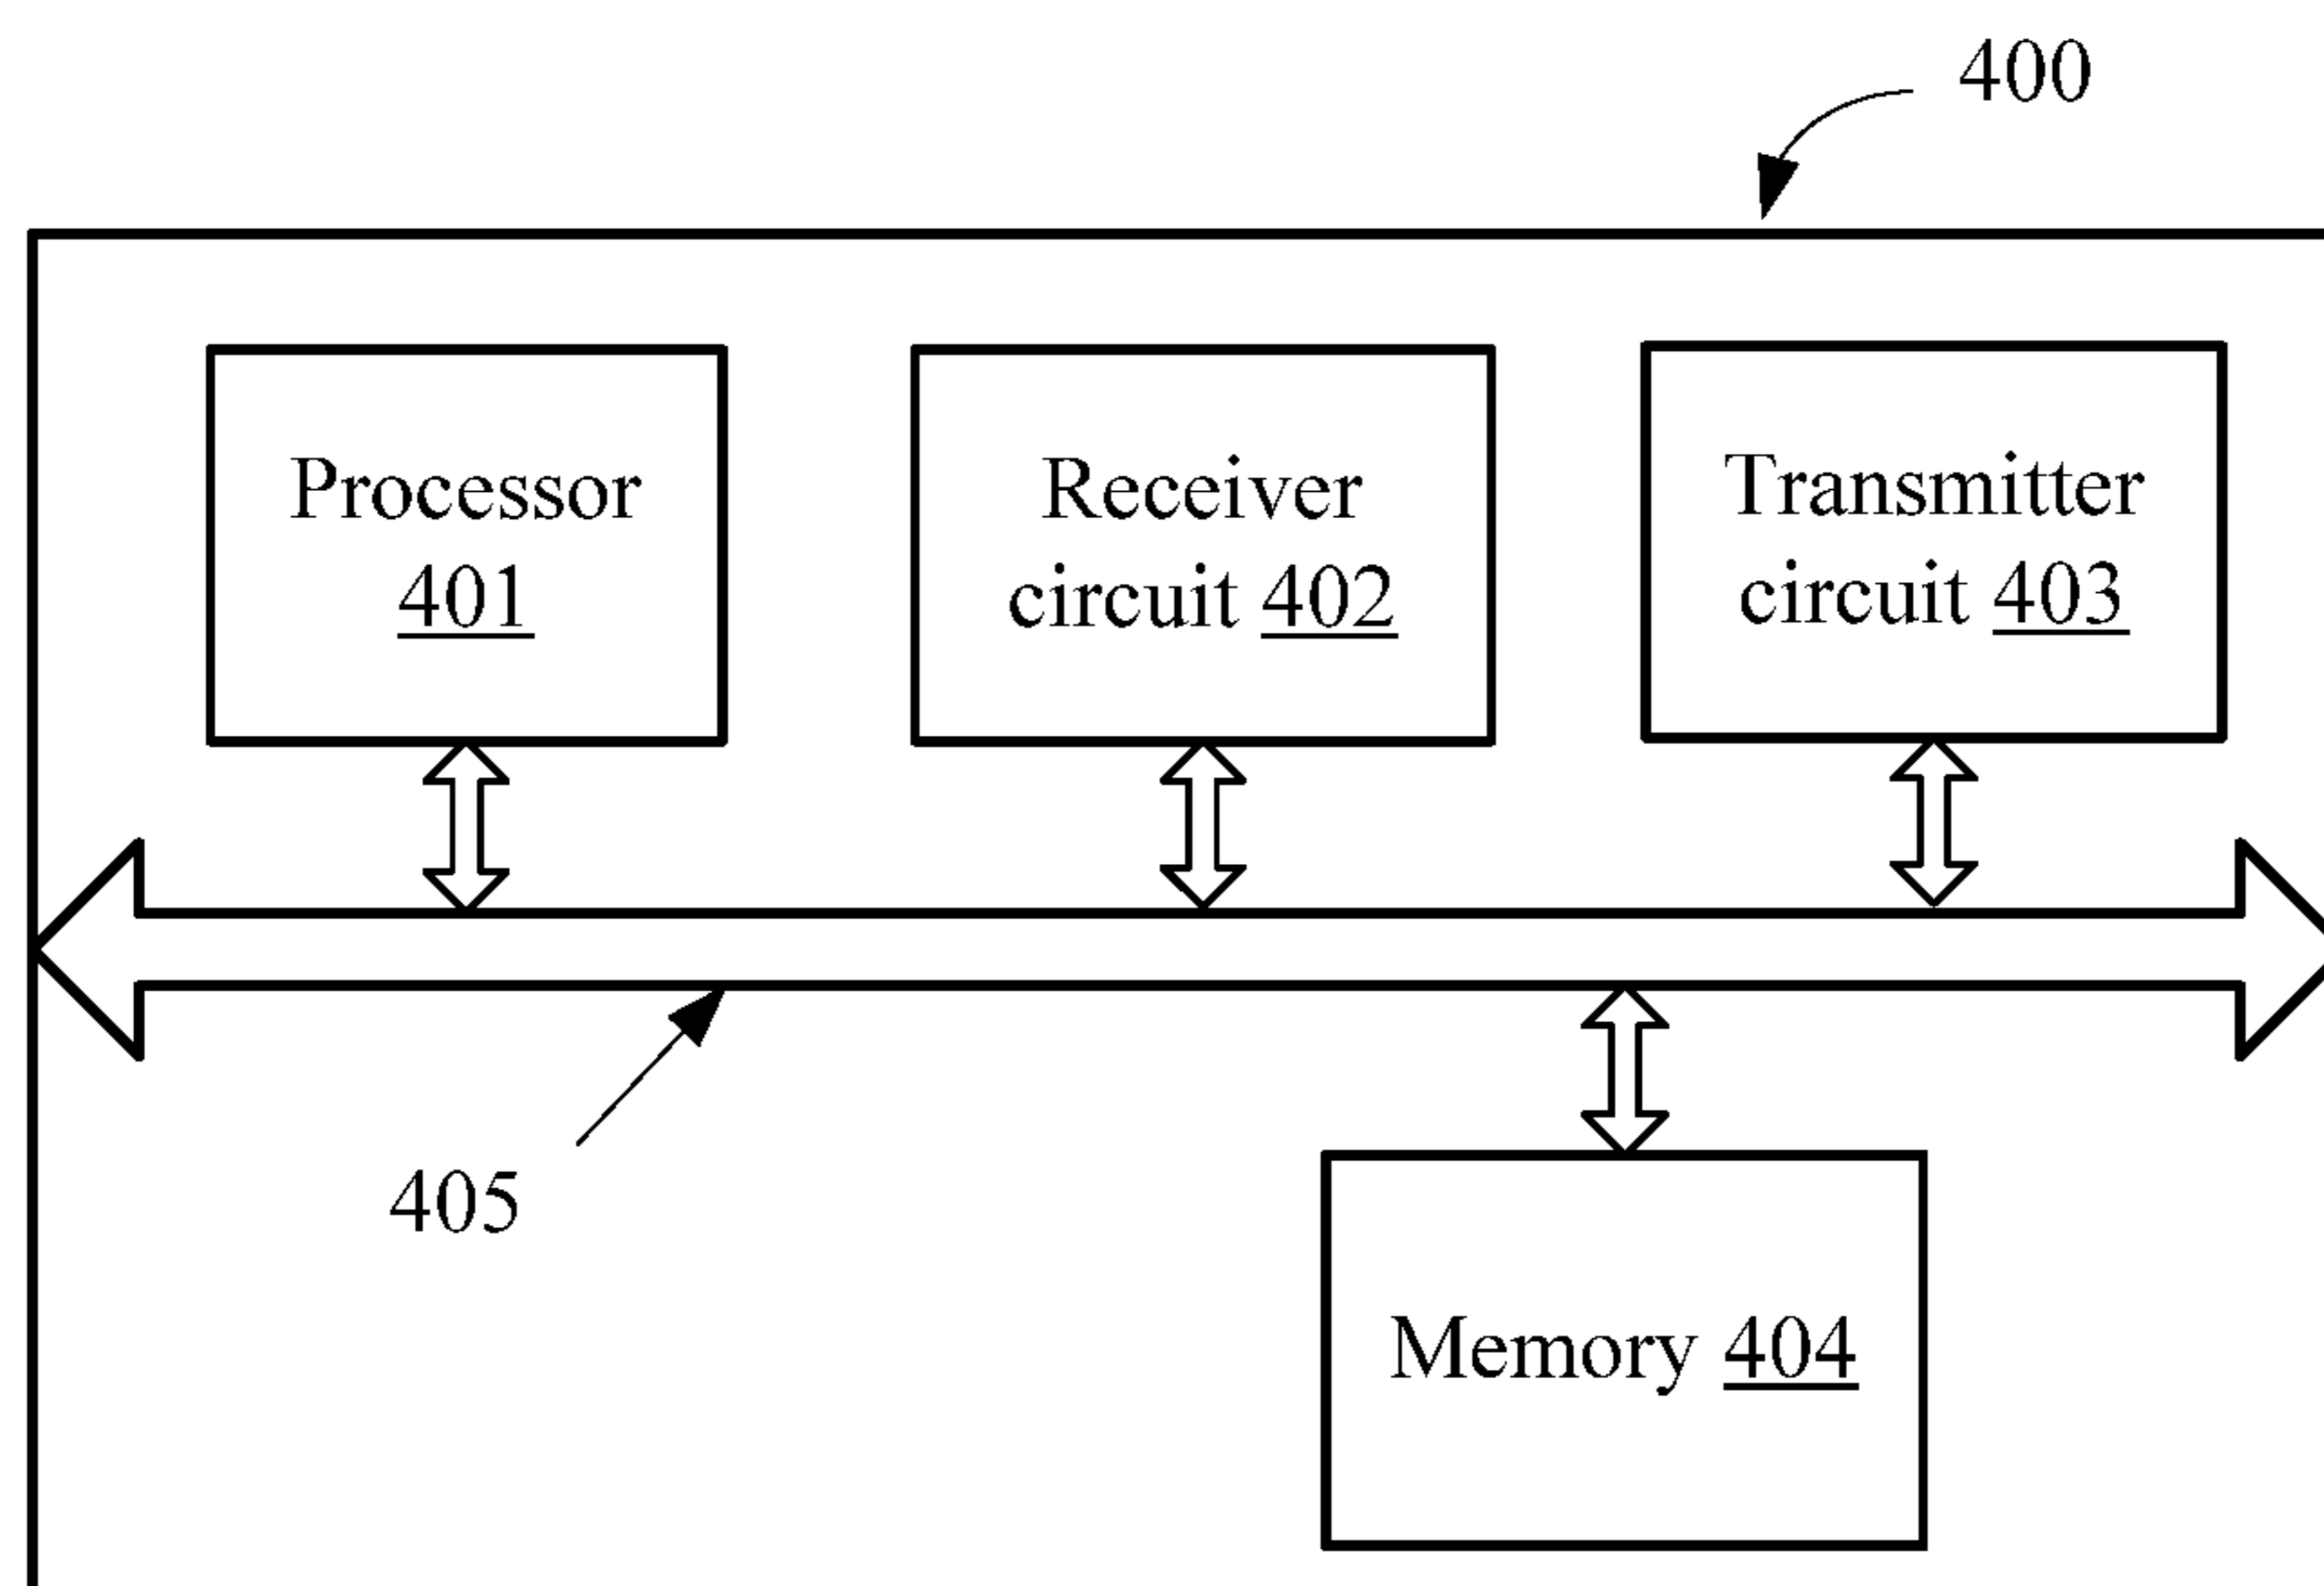 400
Processor
401
Receiver
circuit 402
Transmitter
circuit 403
405
Memory 404